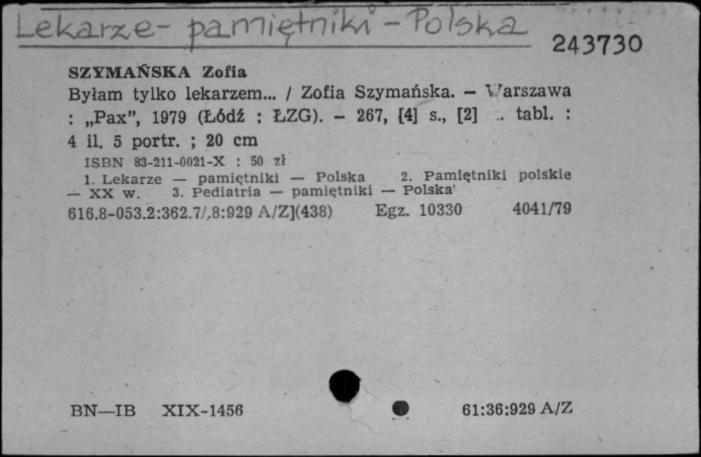 Lekarze - pamiętniki - Polska
243730
SZYMAŃSKA Zofia
Byłam tylko lekarzem... / Zofia Szymańska. — Warszawa
: „Pax”, 1979 (Łódź : ŁZG). — 267, [4] s., [2] tabl. :
4 il. 5 portr. ; 20 cm
ISBN 83-211-0021-X : 50 zł
1. Lekarze — pamiętniki — Polska 2. Pamiętniki polskie
— XX w. 3. Pediatria — pamiętniki — Polska
616.8-053.2:362.7/.8:929 A/Z](438) Egz. 10330 4041/79
BN—IB XIX-1456 61:36:929 A/Z